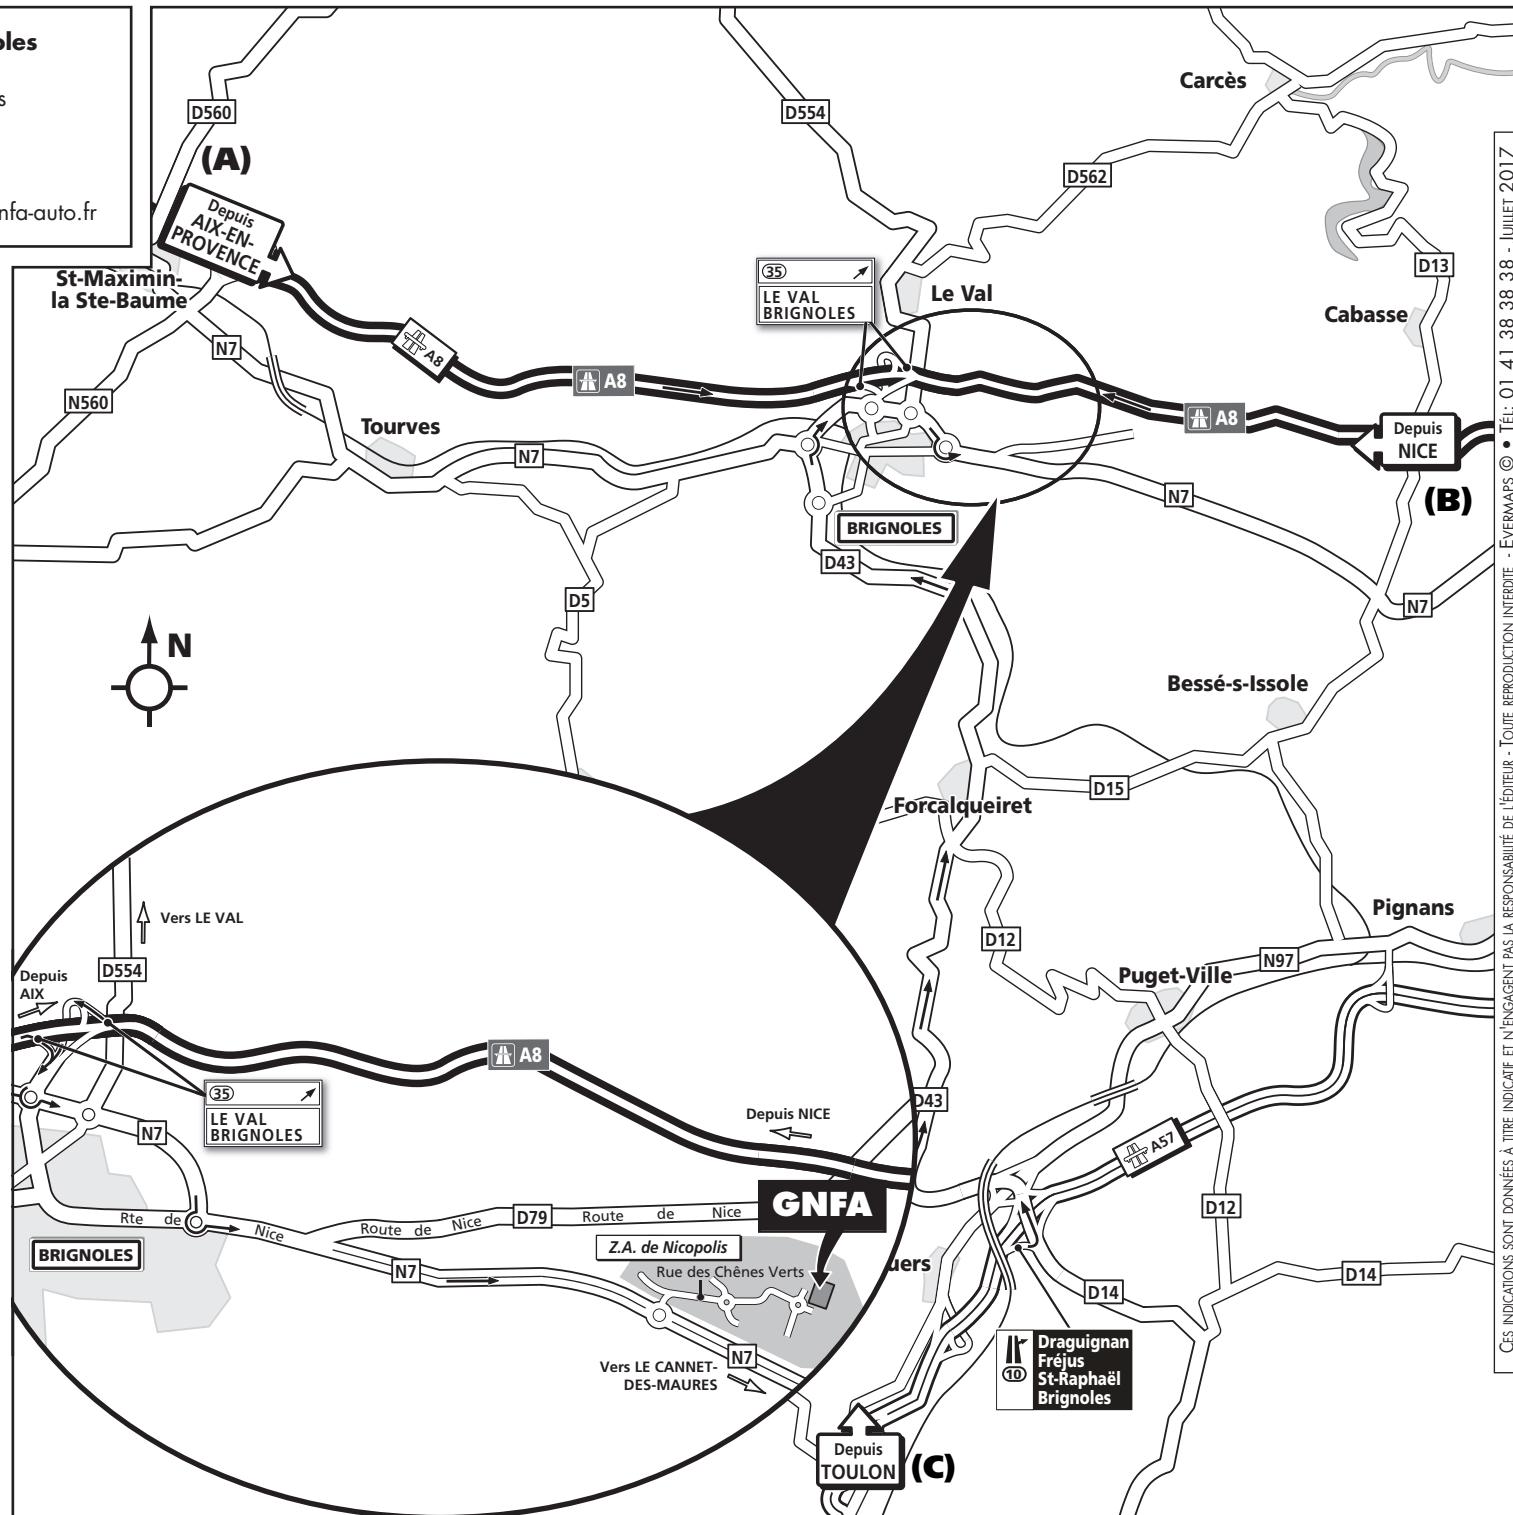 oles
s
nfa-auto.fr
D560
(A)
Depuis
AIX-EN-
PROVENCE
St-Maximin-
la Ste-Baume
N7
N560
A8
A8
Tourves
N7
D5
D554
35
LE VAL
BRIGNOLES
Le Val
D562
Carcès
D13
Cabasse
A8
Depuis
NICE
(B)
N7
BRIGNOLES
D43
N7
N
Bessé-s-Issole
D15
Forcalqueiret
D12
Pignans
N97
Puget-Ville
D43
A57
D12
D14
D14
10
Draguignan
Fréjus
St-Raphaël
Brignoles
uers
Depuis
TOULON
(C)
Vers LE VAL
D554
Depuis
AIX
35
LE VAL
BRIGNOLES
A8
Depuis NICE
N7
Rte de Nice
Route de Nice
D79
Route de Nice
GNFA
BRIGNOLES
N7
Z.A. de Nicopolis
Rue des Chênes Verts
N7
Vers LE CANNET-
DES-MAURES
CES INDICATIONS SONT DONNÉES À TITRE INDICATIF ET N'ENGAGENT PAS LA RESPONSABILITÉ DE L'ÉDITEUR - TOUTE REPRODUCTION INTERDITE - EVERMAPS © • TÉL: 01 41 38 38 38 - JUILLET 2017